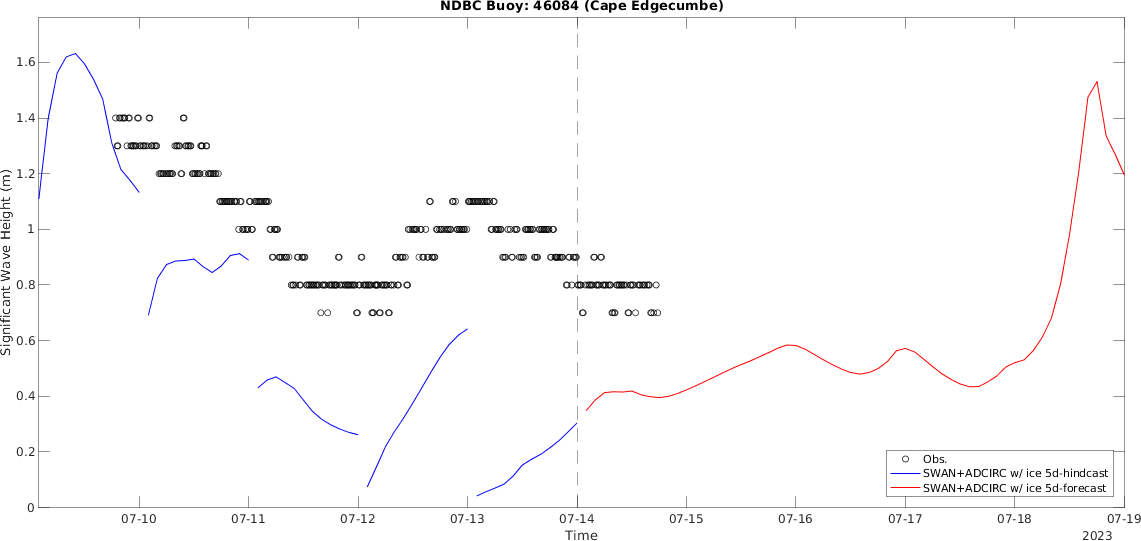 NDBC Buoy: 46084 (Cape Edgecumbe)
Significant Wave Height (m)
1.6
1.4
1.2
1
0.8
0.6
0.4
0.2
0
Obs.
SWAN+ADCIRC w/ ice 5d-hindcast
SWAN+ADCIRC w/ ice 5d-forecast
07-10 07-11 07-12 07-13 07-14 07-15 07-16 07-17 07-18 07-19
Time
2023